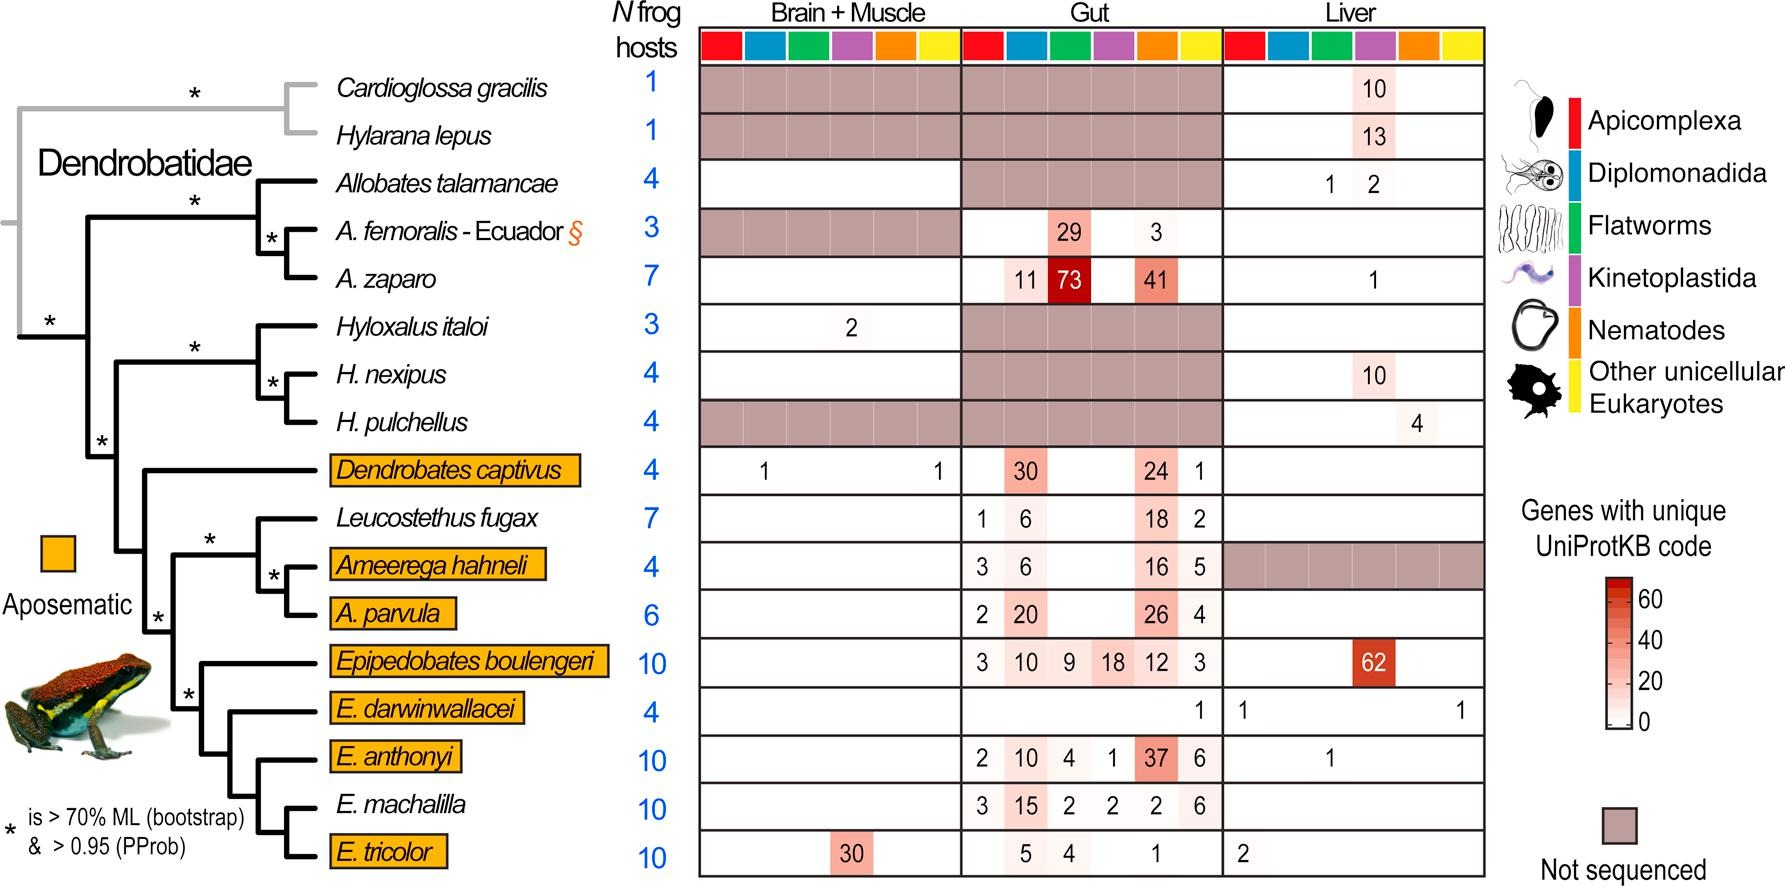 N frog hosts
Brain + Muscle Gut Liver
Dendrobatidae
* Cardioglossa gracilis 1 10
Hylarana lepus 1 13
* Allobates talamancae 4 1 2
* A. femoralis - Ecuador § 3 29 3
A. zaparo 7 11 73 41 1
* Hyloxalus italoi 3 2
* * H. nexipus 4 10
H. pulchellus 4 4
* Dendrobates captivus 4 1 1 30 24 1
* Leucostethus fugax 7 1 6 18 2
* Ameerega hahneli 4 3 6 16 5
* A. parvula 6 2 20 26 4
Epipedobates boulengeri 10 3 10 9 18 12 3 62
* E. darwinwallacei 4 1 1 1
E. anthonyi 10 2 10 4 1 37 6 1
E. machalilla 10 3 15 2 2 2 6
E. tricolor 10 30 5 4 1 2
Aposematic
* is > 70% ML (bootstrap)
& > 0.95 (PProb)
Apicomplexa
Diplomonadida
Flatworms
Kinetoplastida
Nematodes
Other unicellular
Eukaryotes
Genes with unique
UniProtKB code
60
40
20
0
Not sequenced